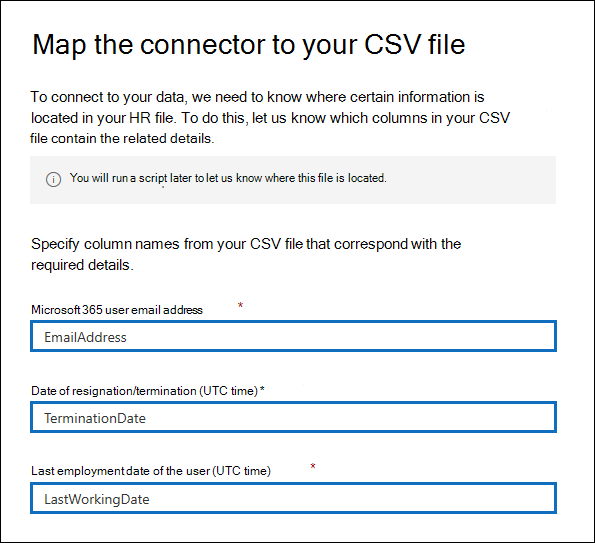 Map the connector to your CSV file
To connect to your data, we need to know where certain information is
located in your HR file. To do this, let us know which columns in your CSV
file contain the related details.
You will run a script later to let us know where this file is located.
Specify column names from your CSV file that correspond with the
required details.
Microsoft 365 user email address *
EmailAddress
Date of resignation/termination (UTC time) *
TerminationDate
Last employment date of the user (UTC time) *
LastWorkingDate